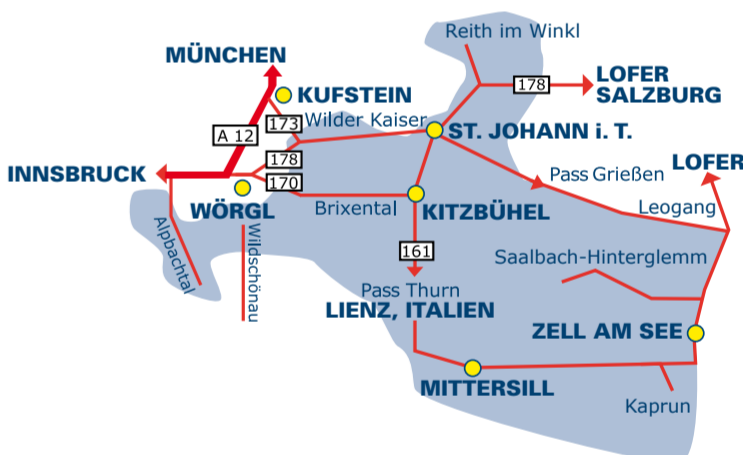 Reith im Winkl
MÜNCHEN
178
LOFER
SALZBURG
KUFSTEIN
173
Wilder Kaiser
A 12
ST. JOHANN i. T.
178
Pass Grießen
LOFER
INNSBRUCK
170
WÖRGL
Brixental
KITZBÜHEL
Leogang
Alpbachtal
Wildschönau
161
Saalbach-Hinterglemm
Pass Thurn
LIENZ, ITALIEN
ZELL AM SEE
MITTERSILL
Kaprun